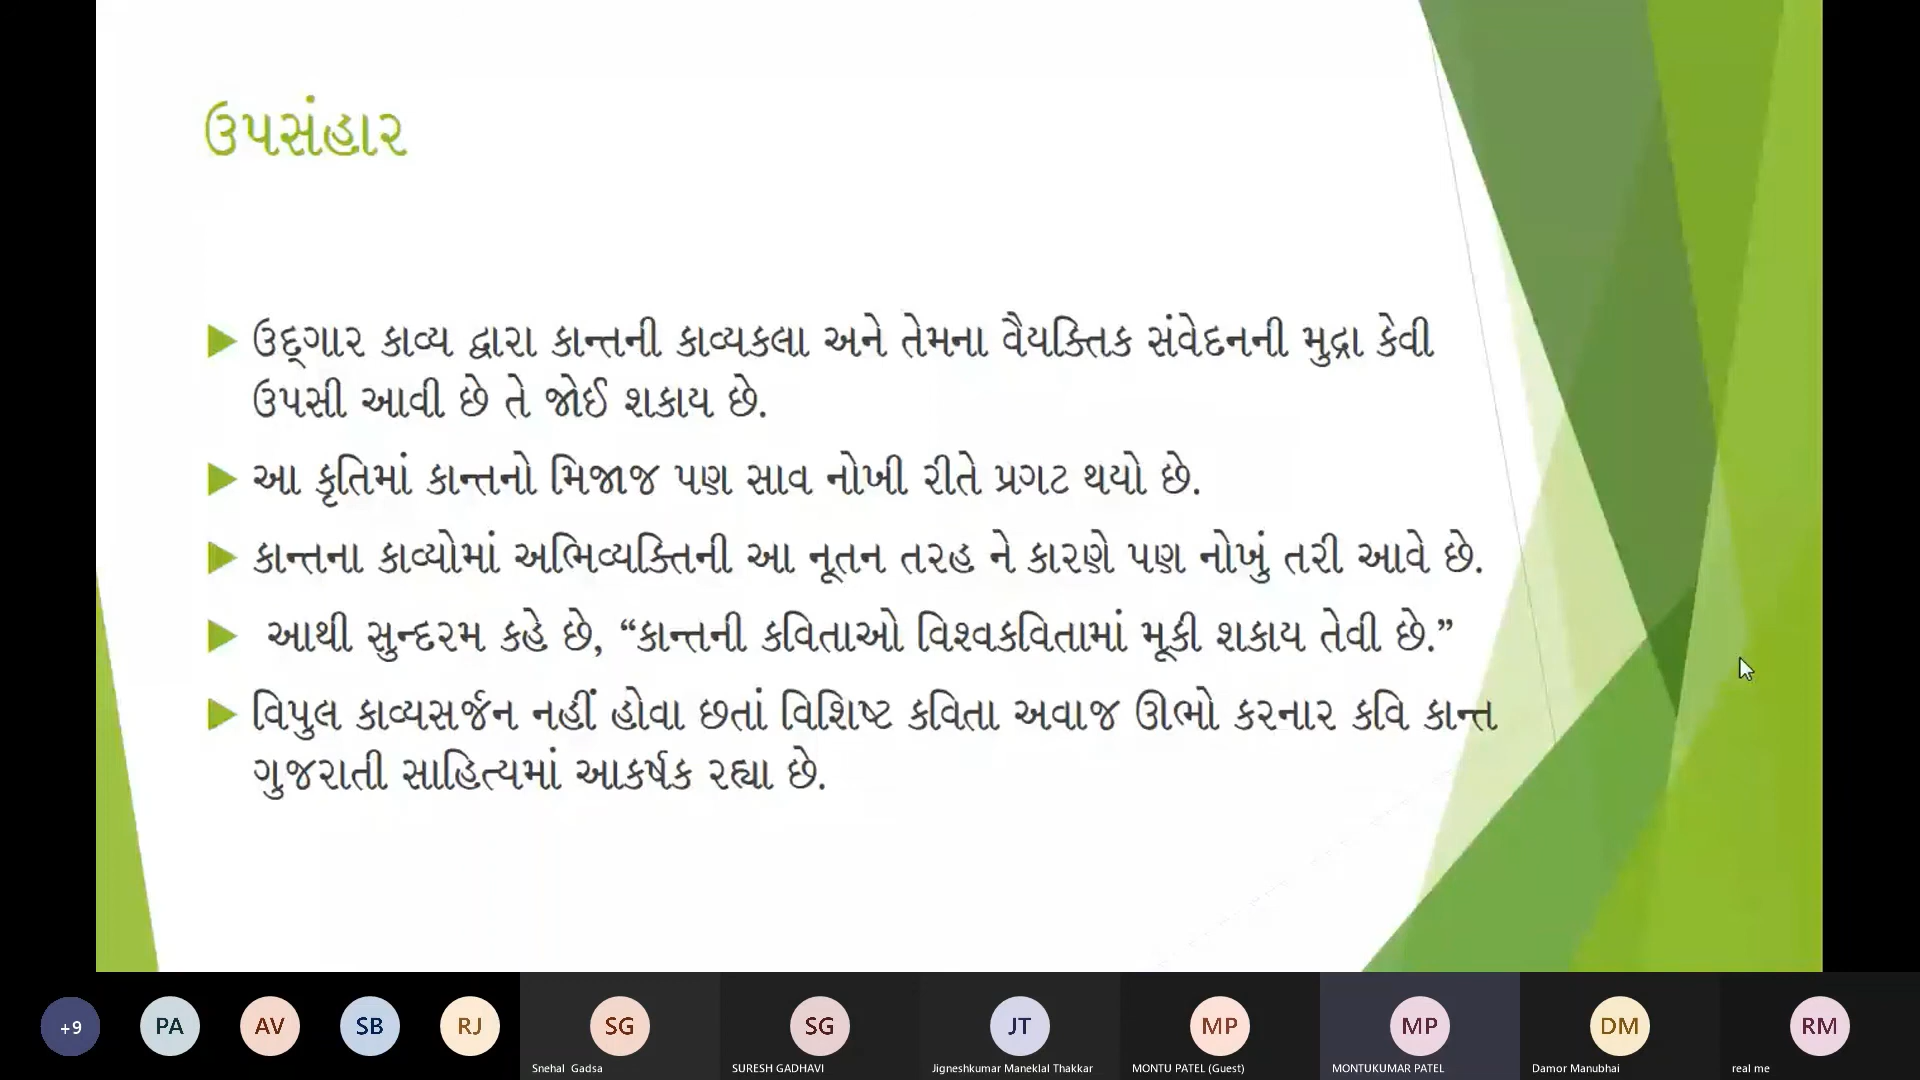 ઉપસંહાર
ઉદ્‌ગાર કાવ્ય દ્વારા કાન્તની કાવ્યકલા અને તેમના વૈયક્તિક સંવેદનની મુદ્રા કેવી
ઉપસી આવી છે તે જોઈ શકાય છે.
આ કૃતિમાં કાન્તનો મિજાજ પણ સાવ નોખી રીતે પ્રગટ થયો છે.
કાન્તના કાવ્યોમાં અભિવ્યક્તિની આ નૂતન તરહ ને કારણે પણ નોખું તરી આવે છે.
આથી સુન્દરમ કહે છે, “કાન્તની કવિતાઓ વિશ્વકવિતામાં મૂકી શકાય તેવી છે.”
વિપુલ કાવ્યસર્જન નહીં હોવા છતાં વિશિષ્ટ કવિતા અવાજ ઊભો કરનાર કવિ કાન્ત
ગુજરાતી સાહિત્યમાં આકર્ષક રહ્યા છે.
+9 PA AV SB RJ SG SG JT MP MP DM RM
Snehal Gadsa SURESH GADHAVI Jigneshkumar Maneklal Thakkar MONTU PATEL (Guest) MONTUKUMAR PATEL Damor Manubhai real me